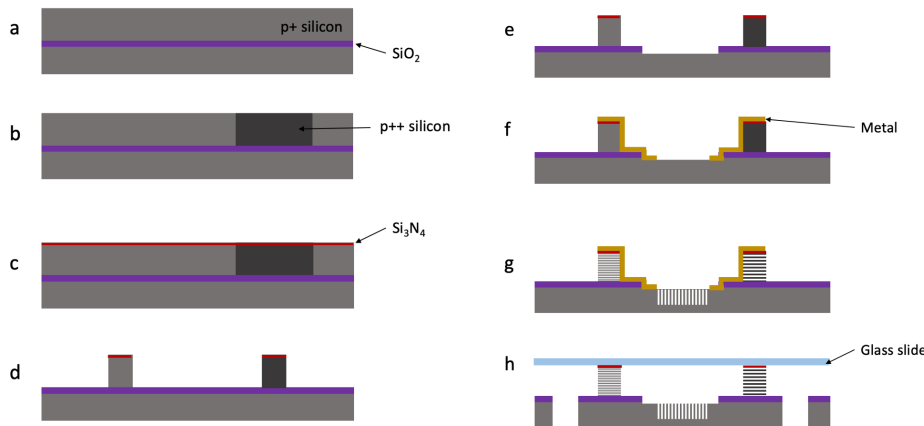 a
p+ silicon
SiO₂
b
p++ silicon
c
Si₃N₄
d
e
f
Metal
g
h
Glass slide